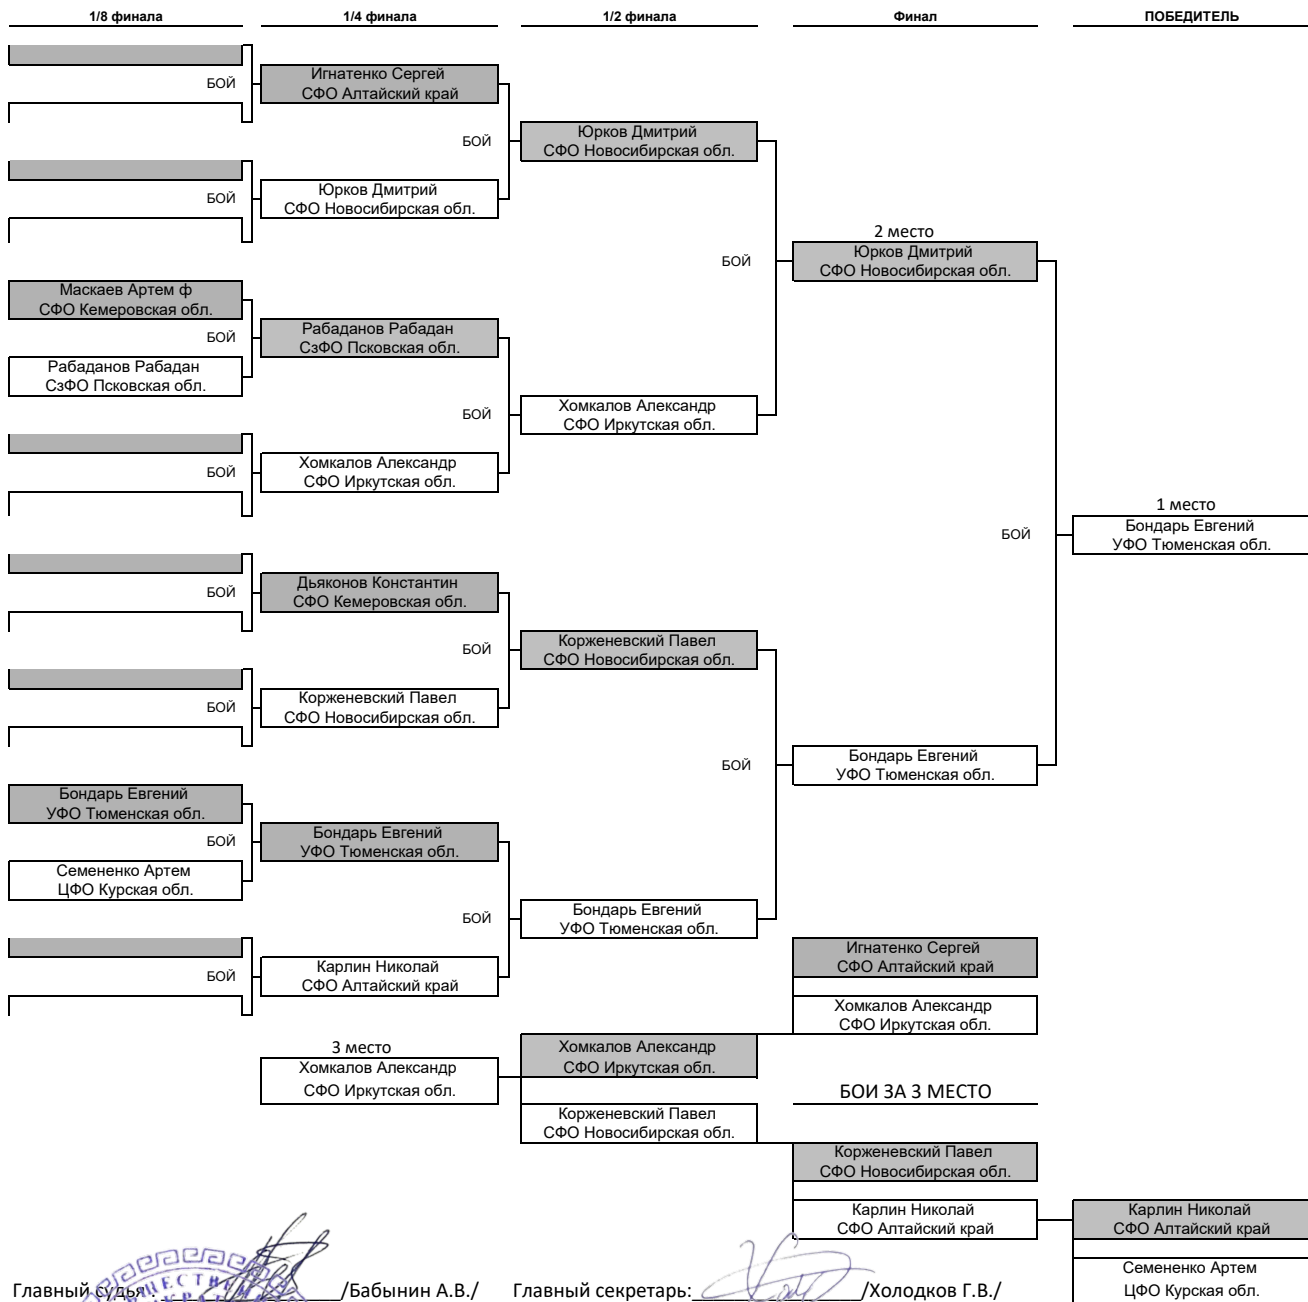 1/8 финала
1/4 финала
1/2 финала
Финал
ПОБЕДИТЕЛЬ
БОЙ
Игнатенко Сергей
СФО Алтайский край
БОЙ
Юрков Дмитрий
СФО Новосибирская обл.
БОЙ
Юрков Дмитрий
СФО Новосибирская обл.
2 место
Юрков Дмитрий
СФО Новосибирская обл.
БОЙ
Маскаев Артем ф
СФО Кемеровская обл.
БОЙ
Рабаданов Рабадан
СзФО Псковская обл.
Рабаданов Рабадан
СзФО Псковская обл.
БОЙ
Хомкалов Александр
СФО Иркутская обл.
БОЙ
Хомкалов Александр
СФО Иркутская обл.
1 место
Бондарь Евгений
УФО Тюменская обл.
БОЙ
БОЙ
Дьяконов Константин
СФО Кемеровская обл.
БОЙ
Корженевский Павел
СФО Новосибирская обл.
БОЙ
Корженевский Павел
СФО Новосибирская обл.
БОЙ
Бондарь Евгений
УФО Тюменская обл.
Бондарь Евгений
УФО Тюменская обл.
БОЙ
Бондарь Евгений
УФО Тюменская обл.
Семененко Артем
ЦФО Курская обл.
БОЙ
Бондарь Евгений
УФО Тюменская обл.
БОЙ
Карлин Николай
СФО Алтайский край
Игнатенко Сергей
СФО Алтайский край
Хомкалов Александр
СФО Иркутская обл.
3 место
Хомкалов Александр
СФО Иркутская обл.
Хомкалов Александр
СФО Иркутская обл.
БОИ ЗА 3 МЕСТО
Корженевский Павел
СФО Новосибирская обл.
Корженевский Павел
СФО Новосибирская обл.
Карлин Николай
СФО Алтайский край
Карлин Николай
СФО Алтайский край
Семененко Артем
ЦФО Курская обл.
Главный судья: /Бабынин А.В./ Главный секретарь: /Холодков Г.В./